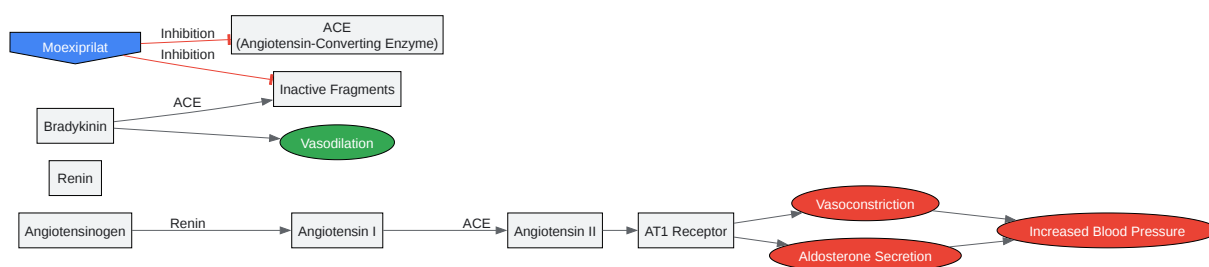 Moexiprilat
Inhibition
Inhibition
ACE
(Angiotensin-Converting Enzyme)
Inactive Fragments
Bradykinin
ACE
Vasodilation
Renin
Angiotensinogen
Renin
Angiotensin I
ACE
Angiotensin II
AT1 Receptor
Vasoconstriction
Aldosterone Secretion
Increased Blood Pressure